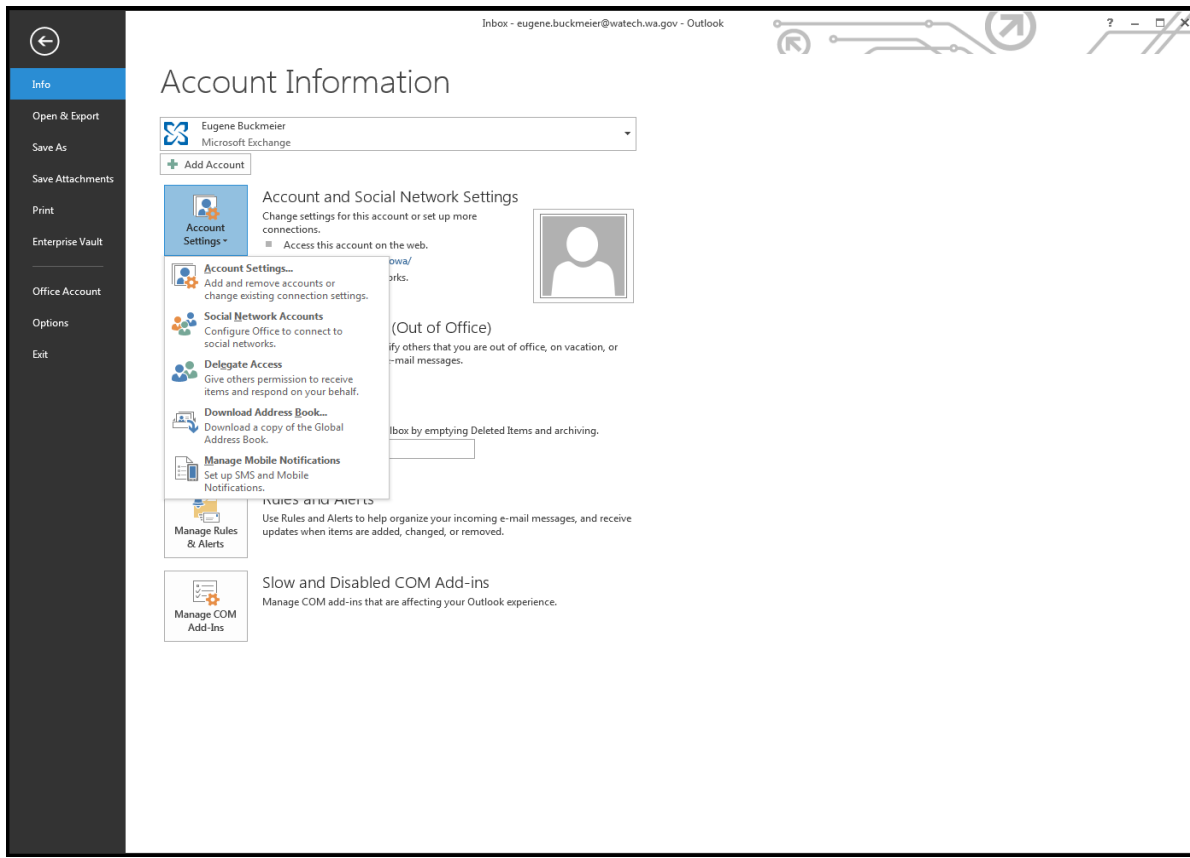 Inbox - eugene.buckmeier@watech.wa.gov - Outlook
?
Info
Open & Export
Save As
Save Attachments
Print
Enterprise Vault
Office Account
Options
Exit
Account Information
Eugene Buckmeier
Microsoft Exchange
Add Account
Account
Settings
Account and Social Network Settings
Change settings for this account or set up more
connections.
Access this account on the web.
owa/
orks.
Account Settings...
Add and remove accounts or
change existing connection settings.
Social Network Accounts
Configure Office to connect to
social networks.
Delegate Access
Give others permission to receive
items and respond on your behalf.
Download Address Book...
Download a copy of the Global
Address Book.
Manage Mobile Notifications
Set up SMS and Mobile
Notifications.
(Out of Office)
ify others that you are out of office, on vacation, or
-mail messages.
lbox by emptying Deleted Items and archiving.
Manage Rules
& Alerts
Rules and Alerts
Use Rules and Alerts to help organize your incoming e-mail messages, and receive
updates when items are added, changed, or removed.
Manage COM
Add-Ins
Slow and Disabled COM Add-ins
Manage COM add-ins that are affecting your Outlook experience.